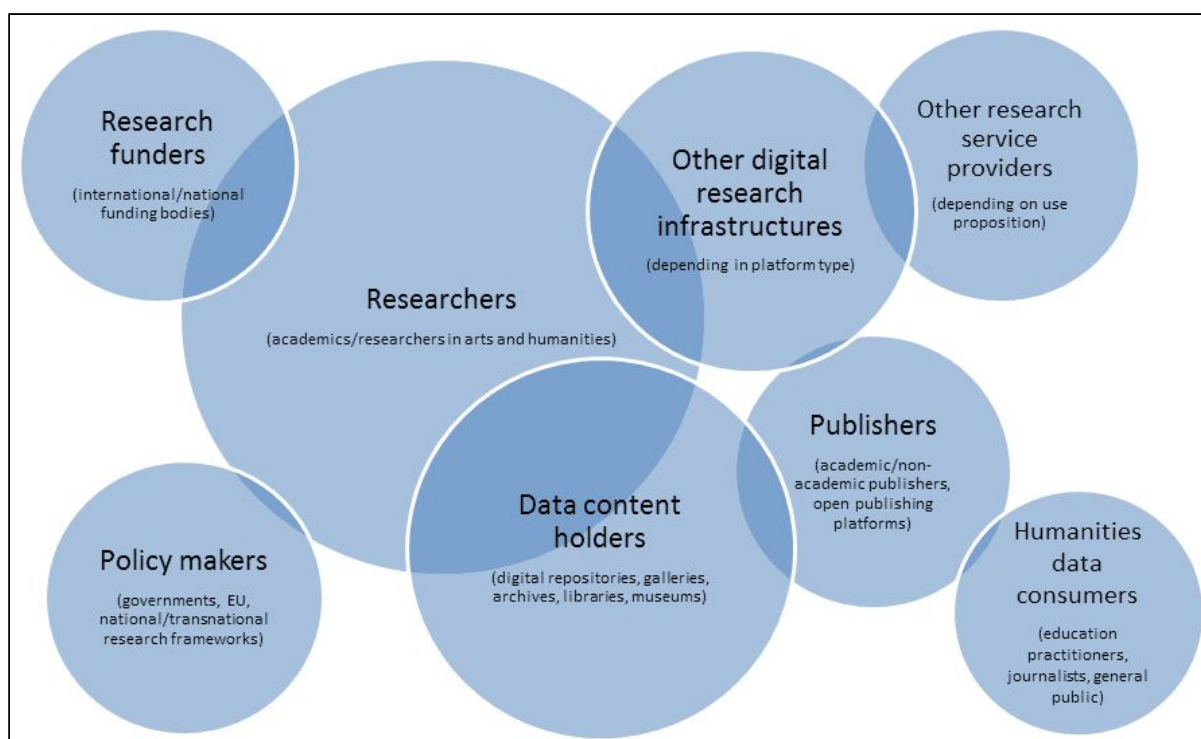 Research
funders
(international/national
funding bodies)
Researchers
(academics/researchers in arts and humanities)
Other digital
research
infrastructures
(depending in platform type)
Other research
service
providers
(depending on use
proposition)
Policy makers
(governments, EU,
national/transnational
research frameworks)
Data content
holders
(digital repositories, galleries,
archives, libraries, museums)
Publishers
(academic/non-
academic publishers,
open publishing
platforms)
Humanities
data
consumers
(education
practitioners,
journalists, general
public)